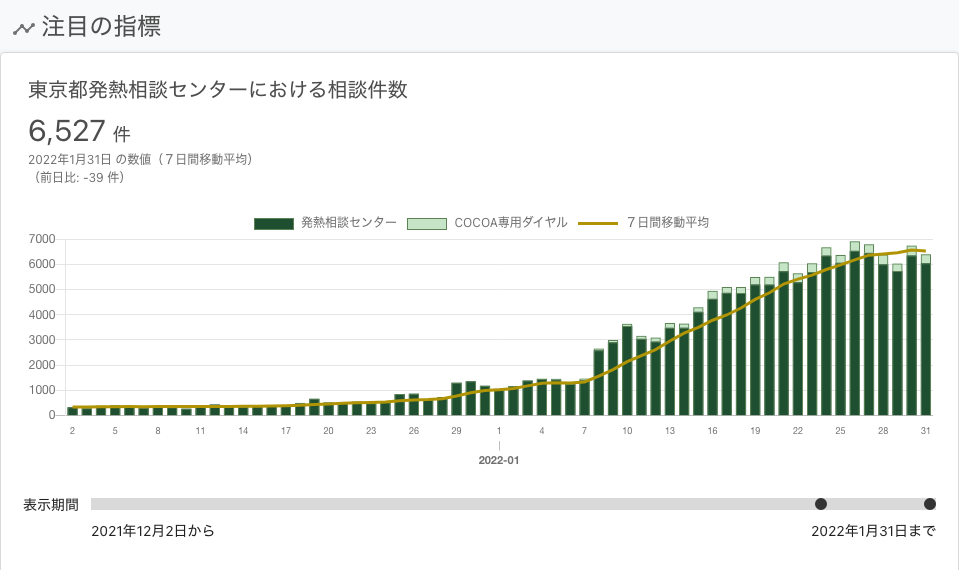 注目の指標
東京都発熱相談センターにおける相談件数
6,527 件
2022年1月31日 の数値（７日間移動平均）
（前日比: -39 件）
発熱相談センター COCOA専用ダイヤル ７日間移動平均
7000
6000
5000
4000
3000
2000
1000
0
2 5 8 11 14 17 20 23 26 29 1 4 7 10 13 16 19 22 25 28 31
2022-01
表示期間
2021年12月2日から 2022年1月31日まで